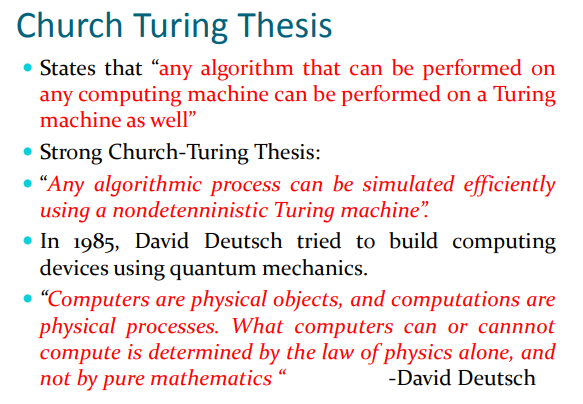 Church Turing Thesis
States that “any algorithm that can be performed on
any computing machine can be performed on a Turing
machine as well”
Strong Church-Turing Thesis:
“Any algorithmic process can be simulated efficiently
using a nondetenninistic Turing machine”.
In 1985, David Deutsch tried to build computing
devices using quantum mechanics.
“Computers are physical objects, and computations are
physical processes. What computers can or cannnot
compute is determined by the law of physics alone, and
not by pure mathematics “ -David Deutsch